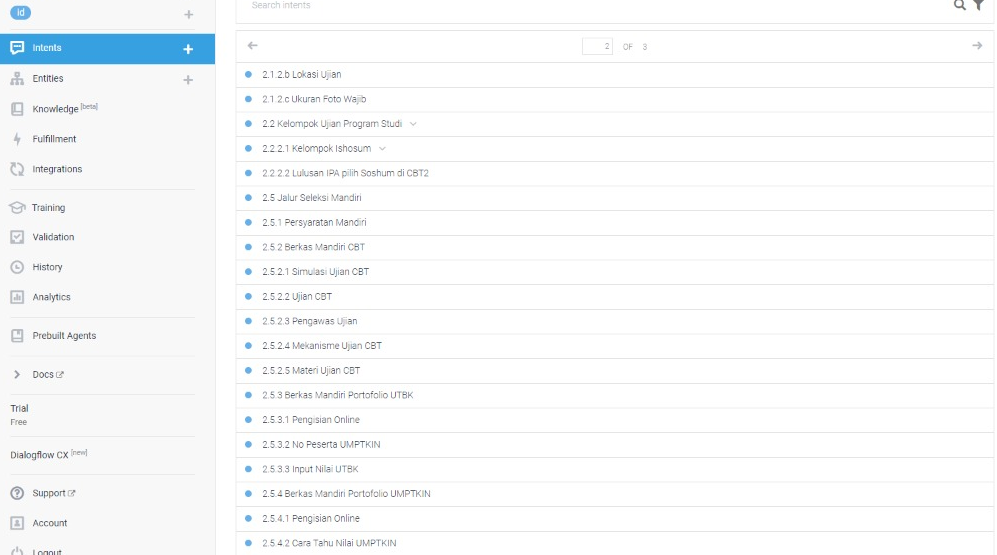 id
+
Search intents
Intents
+
Entities
+
Knowledge [beta]
Fulfillment
Integrations
Training
Validation
History
Analytics
Prebuilt Agents
Docs
Trial
Free
Dialogflow CX [new]
Support
Account
Logout
2 OF 3
2.1.2.b Lokasi Ujian
2.1.2.c Ukuran Foto Wajib
2.2 Kelompok Ujian Program Studi
2.2.2.1 Kelompok Ishosum
2.2.2.2 Lulusan IPA pilih Soshum di CBT2
2.5 Jalur Seleksi Mandiri
2.5.1 Persyaratan Mandiri
2.5.2 Berkas Mandiri CBT
2.5.2.1 Simulasi Ujian CBT
2.5.2.2 Ujian CBT
2.5.2.3 Pengawas Ujian
2.5.2.4 Mekanisme Ujian CBT
2.5.2.5 Materi Ujian CBT
2.5.3 Berkas Mandiri Portofolio UTBK
2.5.3.1 Pengisian Online
2.5.3.2 No Peserta UMPTKIN
2.5.3.3 Input Nilai UTBK
2.5.4 Berkas Mandiri Portofolio UMPTKIN
2.5.4.1 Pengisian Online
2.5.4.2 Cara Tahu Nilai UMPTKIN